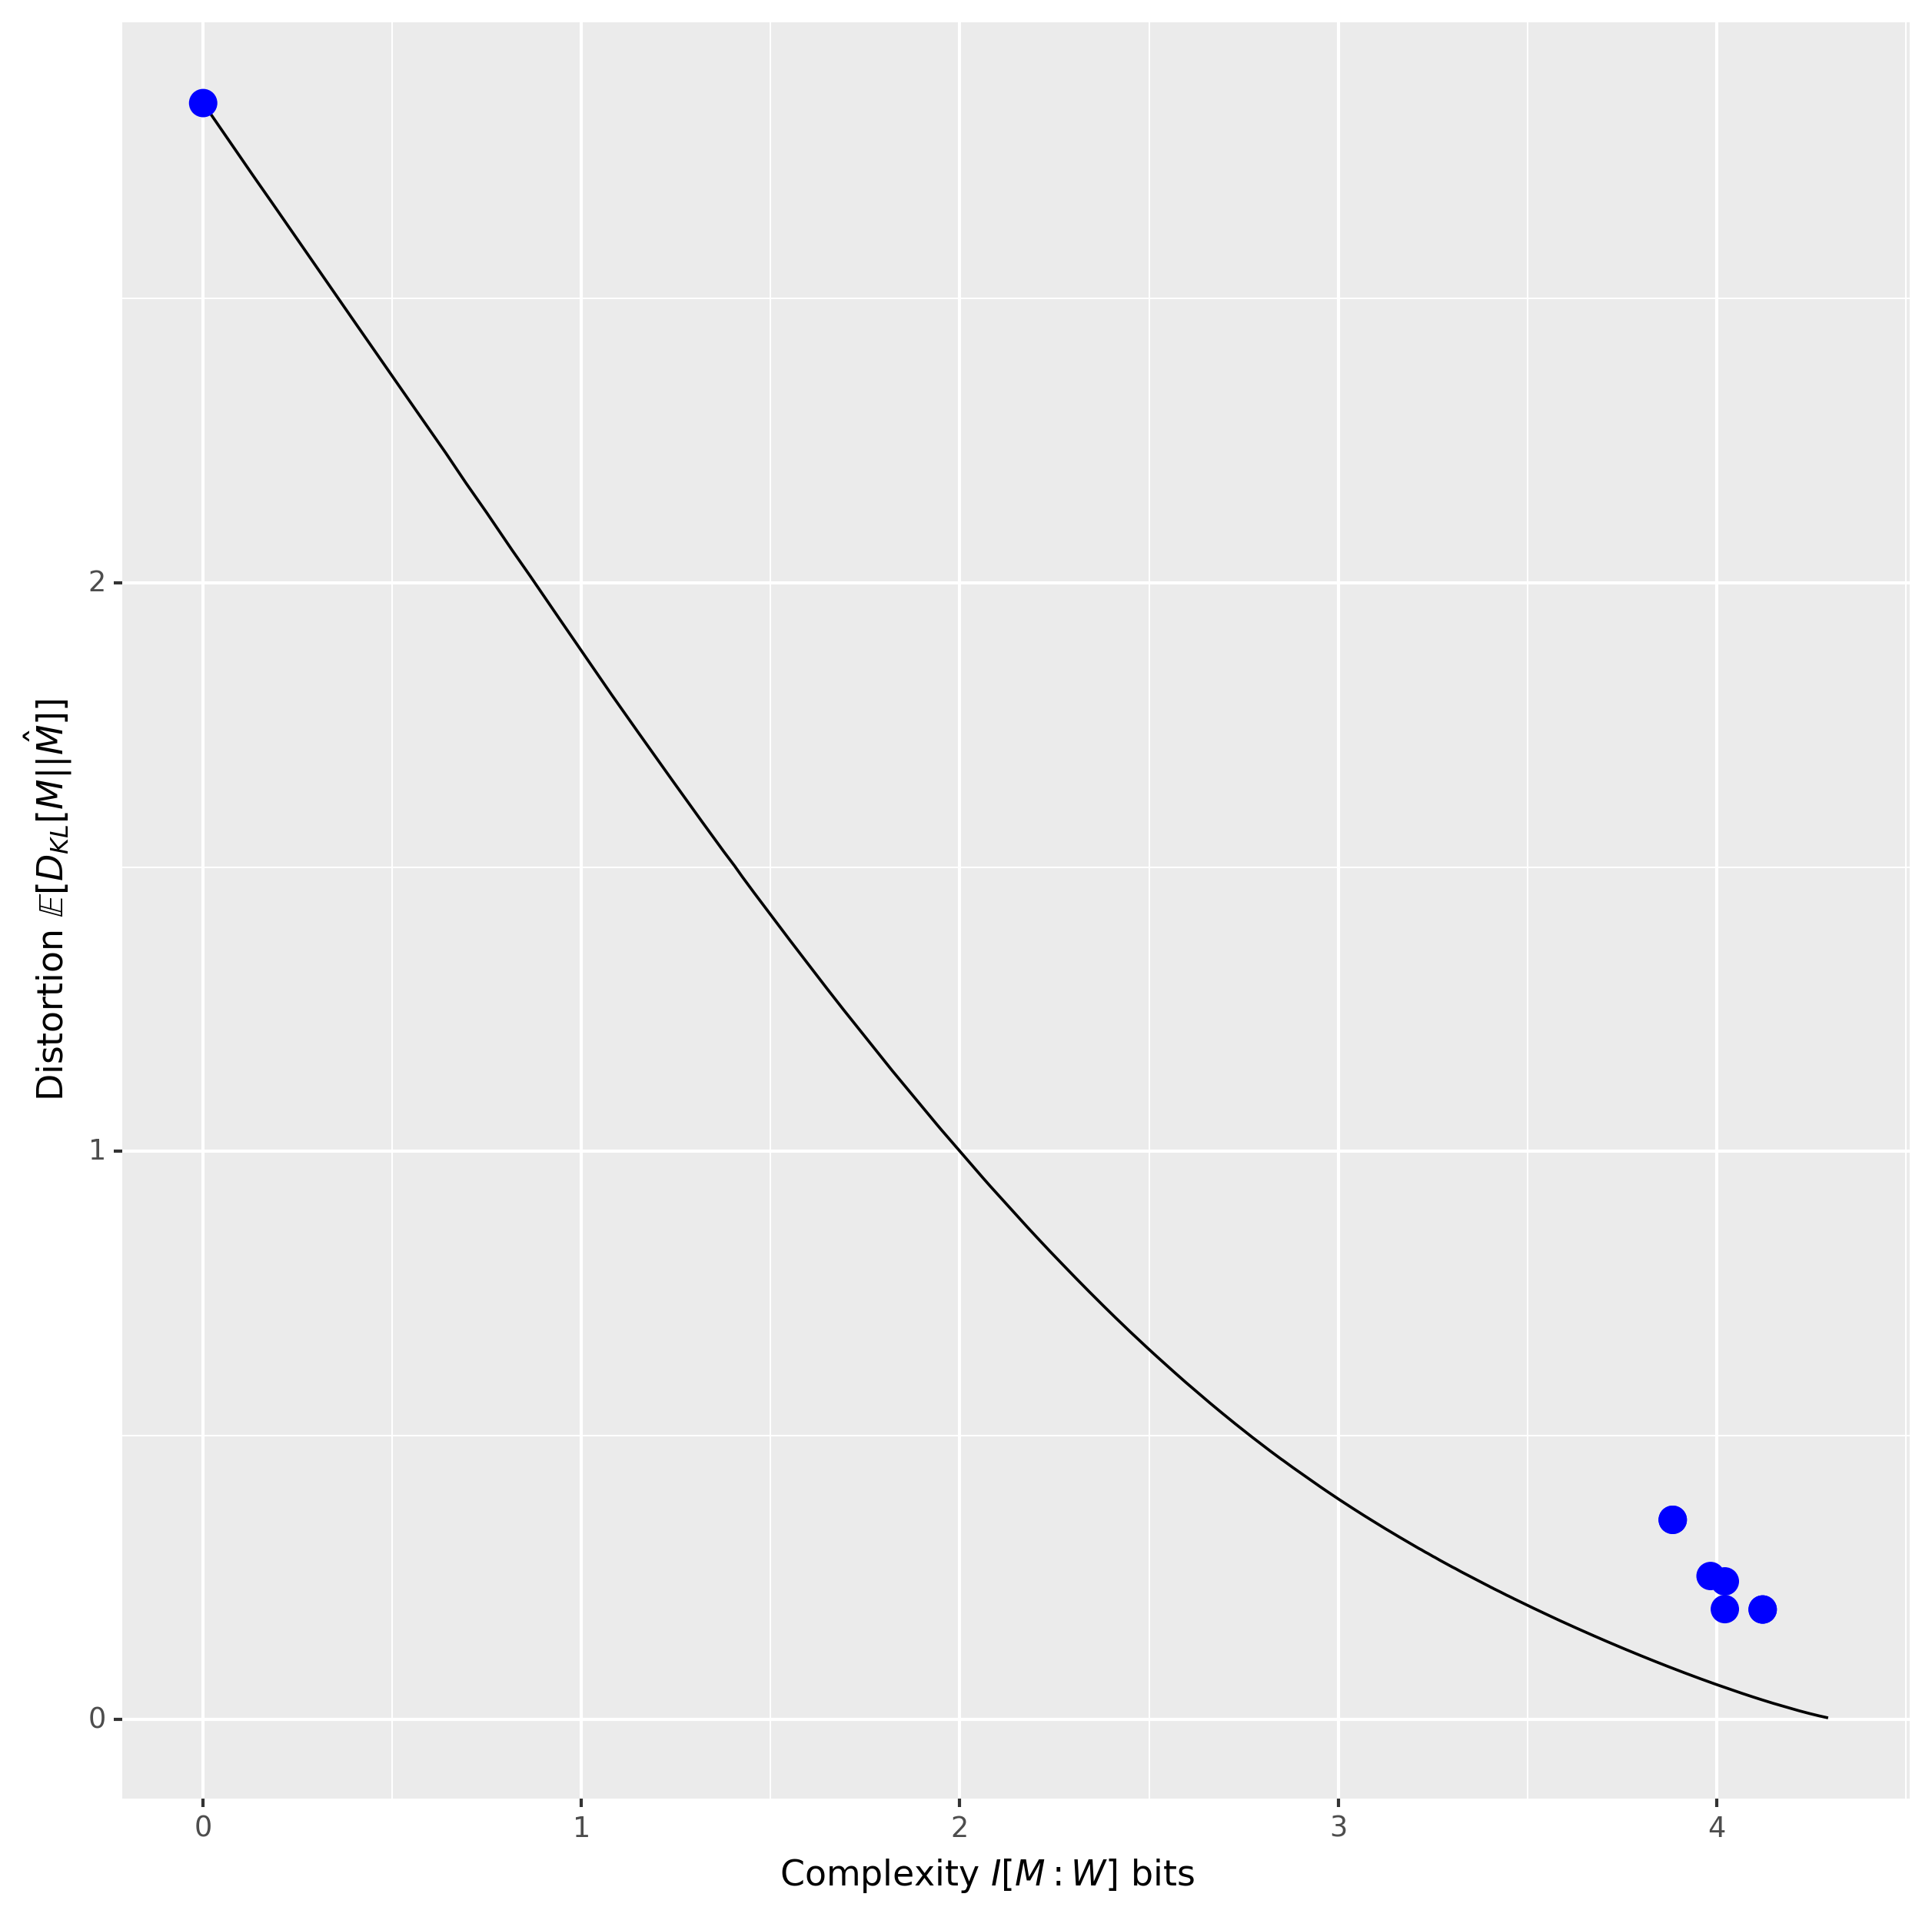 Distortion 𝔼[D_KL[M||M̂]]
2
1
0
0 1 2 3 4
Complexity I[M : W] bits